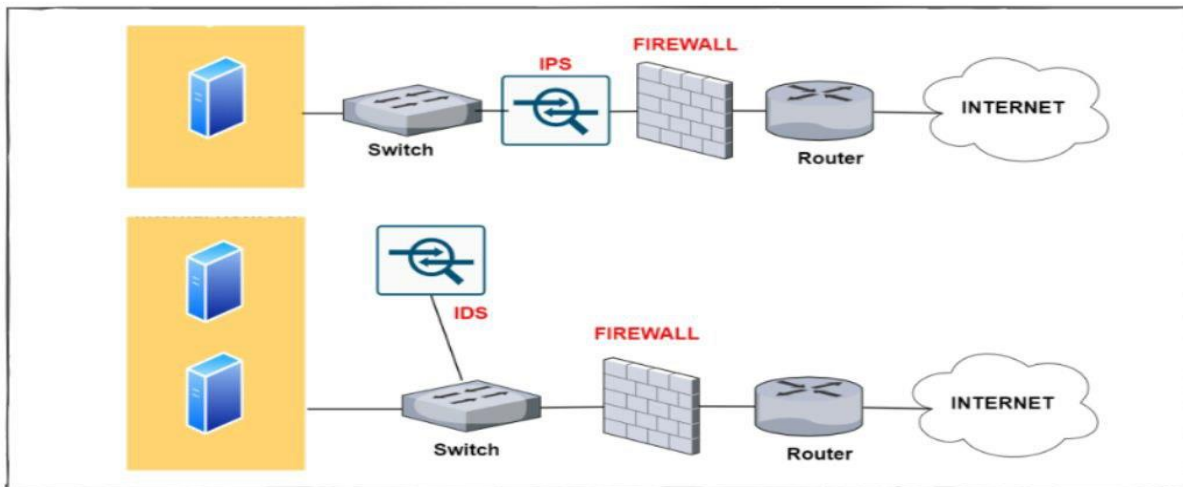 FIREWALL
IPS
INTERNET
Switch
Router
IDS
FIREWALL
INTERNET
Switch
Router